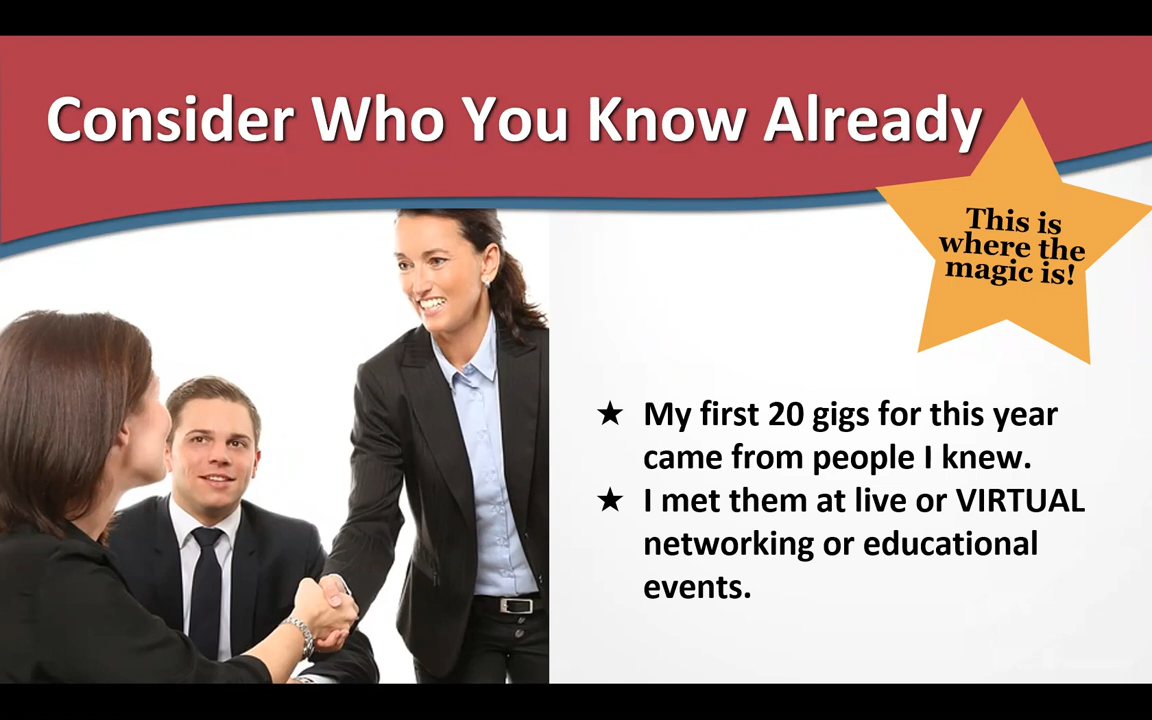 Consider Who You Know Already
This is
where the
magic is!
★ My first 20 gigs for this year
came from people I knew.
★ I met them at live or VIRTUAL
networking or educational
events.